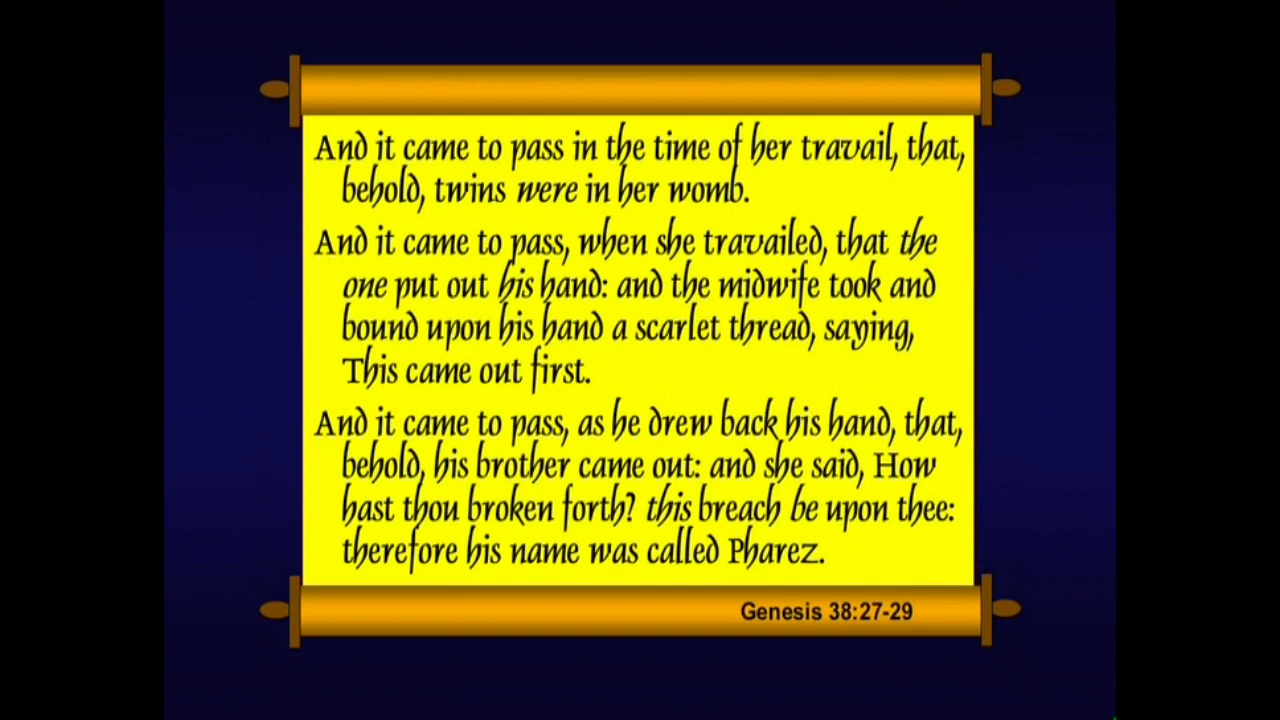 And it came to pass in the time of her travail, that,
behold, twins were in her womb.
And it came to pass, when she travailed, that the
one put out his hand: and the midwife took and
bound upon his hand a scarlet thread, saying,
This came out first.
And it came to pass, as he drew back his hand, that,
behold, his brother came out: and she said, How
hast thou broken forth? this breach be upon thee:
therefore his name was called Pharez.
Genesis 38:27-29